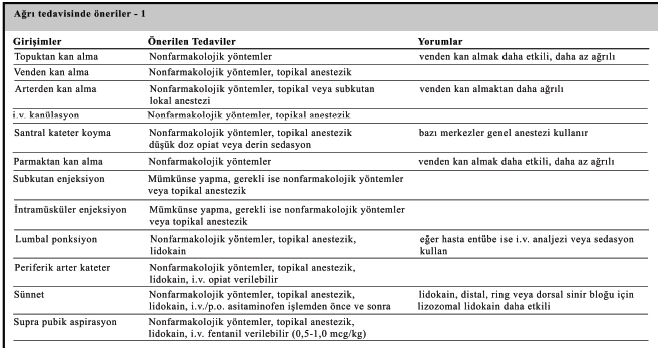 Ağrı tedavisinde öneriler - 1
Girişimler Önerilen Tedaviler Yorumlar
Topuktan kan alma Nonfarmakolojik yöntemler venden kan almak daha etkili, daha az ağrılı
Venden kan alma Nonfarmakolojik yöntemler, topikal anestezik
Arterden kan alma Nonfarmakolojik yöntemler, topikal veya subkutan venden kan almaktan daha ağrılı
lokal anestezi
i.v. kanülasyon Nonfarmakolojik yöntemler, topikal anestezik
Santral kateter koyma Nonfarmakolojik yöntemler, topikal anestezik bazı merkezler genel anestezi kullanır
düşük doz opiat veya derin sedasyon
Parmaktan kan alma Nonfarmakolojik yöntemler venden kan almak daha etkili, daha az ağrılı
Subkutan enjeksiyon Mümkünse yapma, gerekli ise nonfarmakolojik yöntemler
veya topikal anestezik
İntramüsküler enjeksiyon Mümkünse yapma, gerekli ise nonfarmakolojik yöntemler
veya topikal anestezik
Lumbal ponksiyon Nonfarmakolojik yöntemler, topikal anestezik, eğer hasta entübe ise i.v. analjezi veya sedasyon
lidokain kullan
Periferik arter kateter Nonfarmakolojik yöntemler, topikal anestezik,
lidokain, i.v. opiat verilebilir
Sünnet Nonfarmakolojik yöntemler, topikal anestezik, lidokain, distal, ring veya dorsal sinir bloğu için
lidokain, i.v./p.o. asitaminofen işlemden önce ve sonra lizozomal lidokain daha etkili
Supra pubik aspirasyon Nonfarmakolojik yöntemler, topikal anestezik,
lidokain, i.v. fentanil verilebilir (0,5-1,0 mcg/kg)